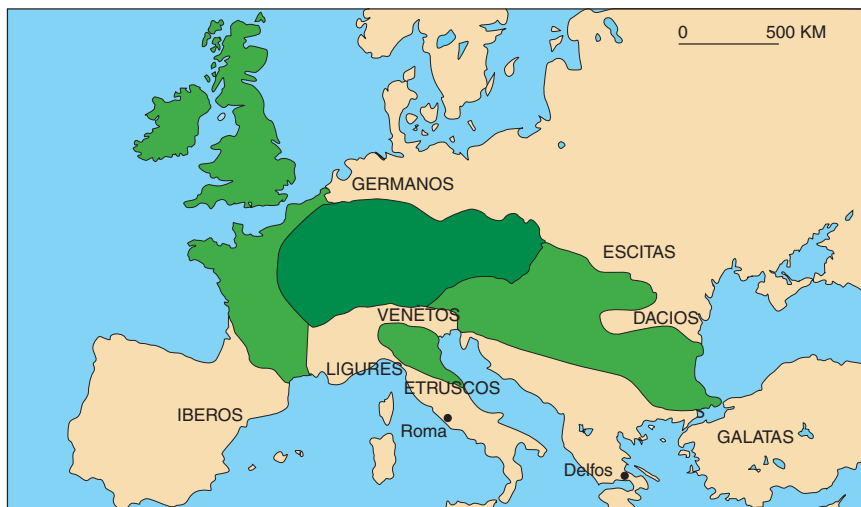 0 500 KM
GERMANOS
ESCITAS
VENETOS
DACIOS
LIGURES
ETRUSCOS
IBEROS
Roma
GALATAS
Delfos